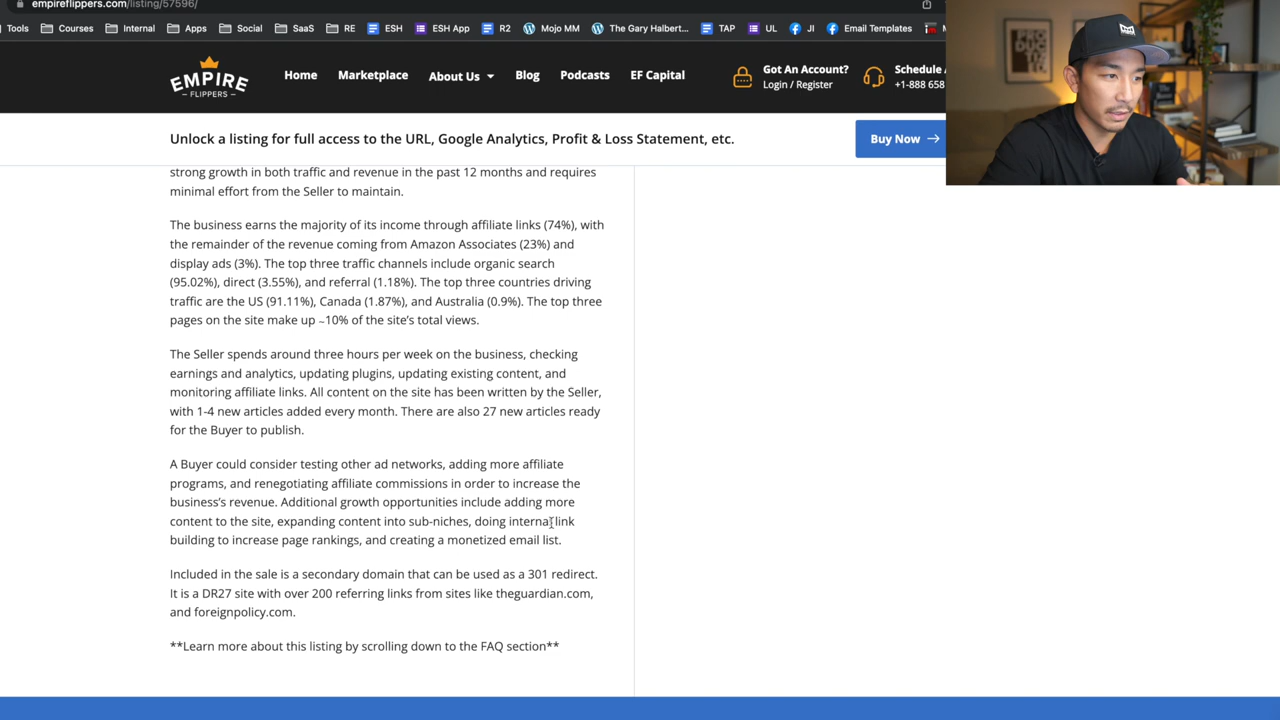 empireflippers.com/listing/57596/
Tools Courses Internal Apps Social SaaS RE ESH ESH App R2 Mojo MM The Gary Halbert... TAP UL JI Email Templates
EMPIRE
FLIPPERS
Home Marketplace About Us Blog Podcasts EF Capital
Got An Account?
Login / Register
Schedule
+1-888 658
Unlock a listing for full access to the URL, Google Analytics, Profit & Loss Statement, etc.
Buy Now →
strong growth in both traffic and revenue in the past 12 months and requires
minimal effort from the Seller to maintain.
The business earns the majority of its income through affiliate links (74%), with
the remainder of the revenue coming from Amazon Associates (23%) and
display ads (3%). The top three traffic channels include organic search
(95.02%), direct (3.55%), and referral (1.18%). The top three countries driving
traffic are the US (91.11%), Canada (1.87%), and Australia (0.9%). The top three
pages on the site make up ~10% of the site's total views.
The Seller spends around three hours per week on the business, checking
earnings and analytics, updating plugins, updating existing content, and
monitoring affiliate links. All content on the site has been written by the Seller,
with 1-4 new articles added every month. There are also 27 new articles ready
for the Buyer to publish.
A Buyer could consider testing other ad networks, adding more affiliate
programs, and renegotiating affiliate commissions in order to increase the
business's revenue. Additional growth opportunities include adding more
content to the site, expanding content into sub-niches, doing internal link
building to increase page rankings, and creating a monetized email list.
Included in the sale is a secondary domain that can be used as a 301 redirect.
It is a DR27 site with over 200 referring links from sites like theguardian.com,
and foreignpolicy.com.
**Learn more about this listing by scrolling down to the FAQ section**